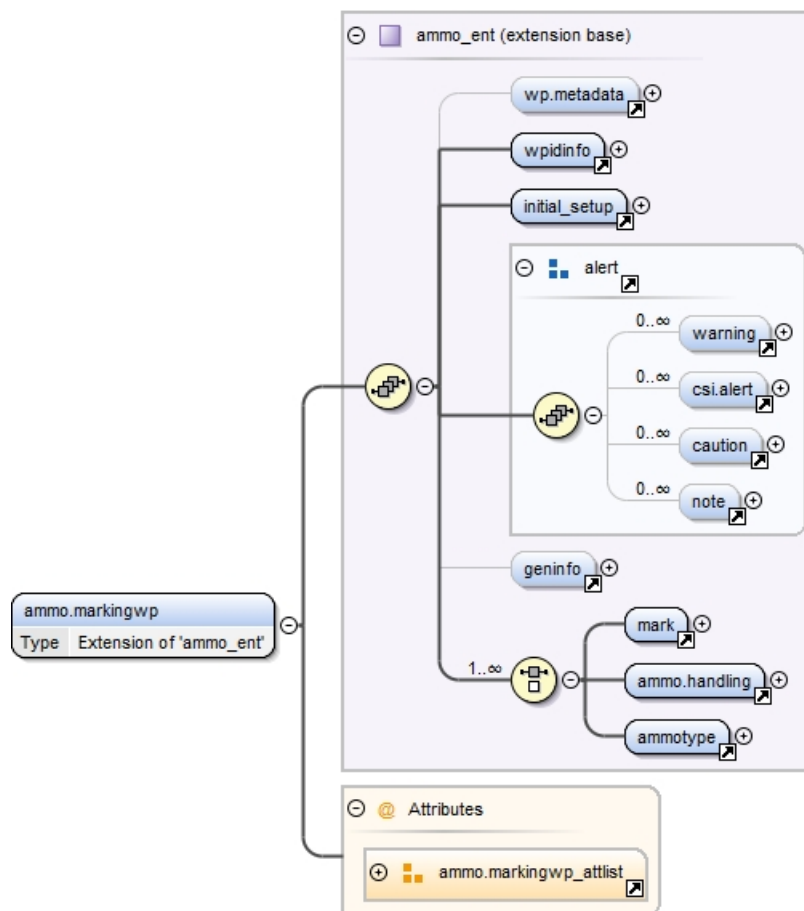 ammo_ent (extension base)
wp.metadata
wpidinfo
initial_setup
alert
0..∞
warning
0..∞
csi.alert
0..∞
caution
0..∞
note
geninfo
ammo.markingwp
Type Extension of 'ammo_ent'
1..∞
mark
ammo.handling
ammotype
@ Attributes
ammo.markingwp_attlist